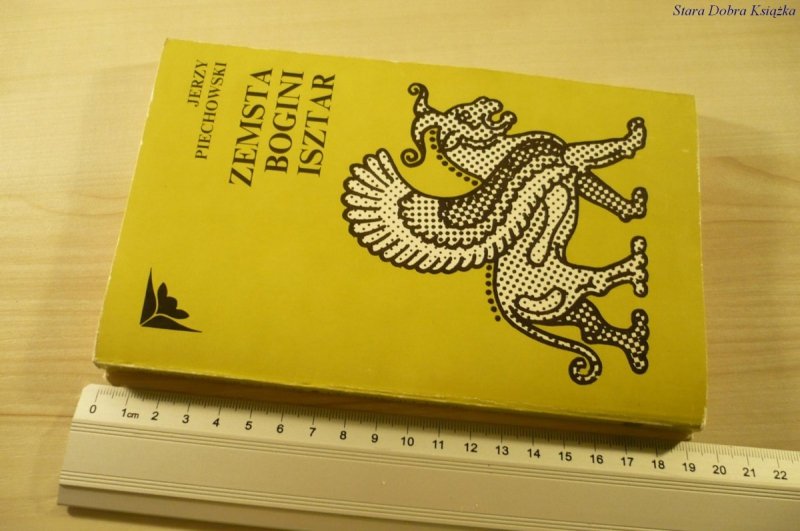 Stara Dobra Książka
JERZY
PIECHOWSKI
ZEMSTA
BOGINI
ISZTAR
0 1cm 2 3 4 5 6 7 8 9 10 11 12 13 14 15 16 17 18 19 20 21 22